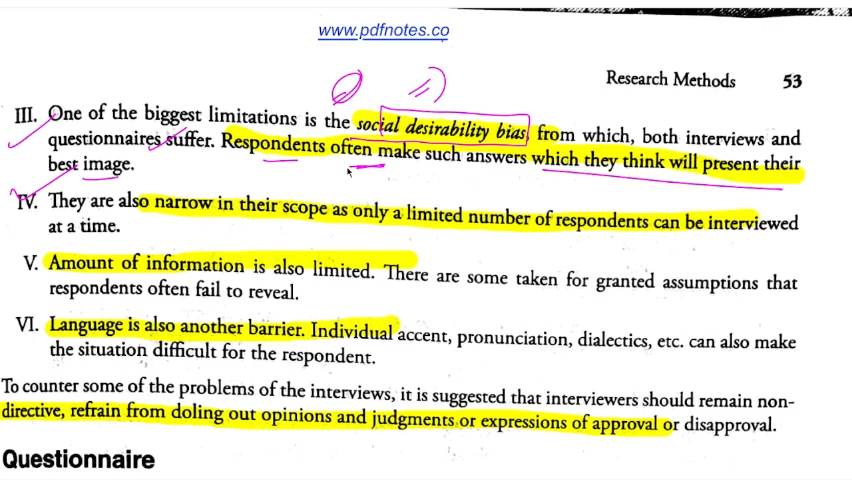 www.pdfnotes.co
Research Methods 53
III. One of the biggest limitations is the social desirability bias, from which, both interviews and
questionnaires suffer. Respondents often make such answers which they think will present their
best image.
IV. They are also narrow in their scope as only a limited number of respondents can be interviewed
at a time.
V. Amount of information is also limited. There are some taken for granted assumptions that
respondents often fail to reveal.
VI. Language is also another barrier. Individual accent, pronunciation, dialectics, etc. can also make
the situation difficult for the respondent.
To counter some of the problems of the interviews, it is suggested that interviewers should remain non-
directive, refrain from doling out opinions and judgments or expressions of approval or disapproval.
Questionnaire